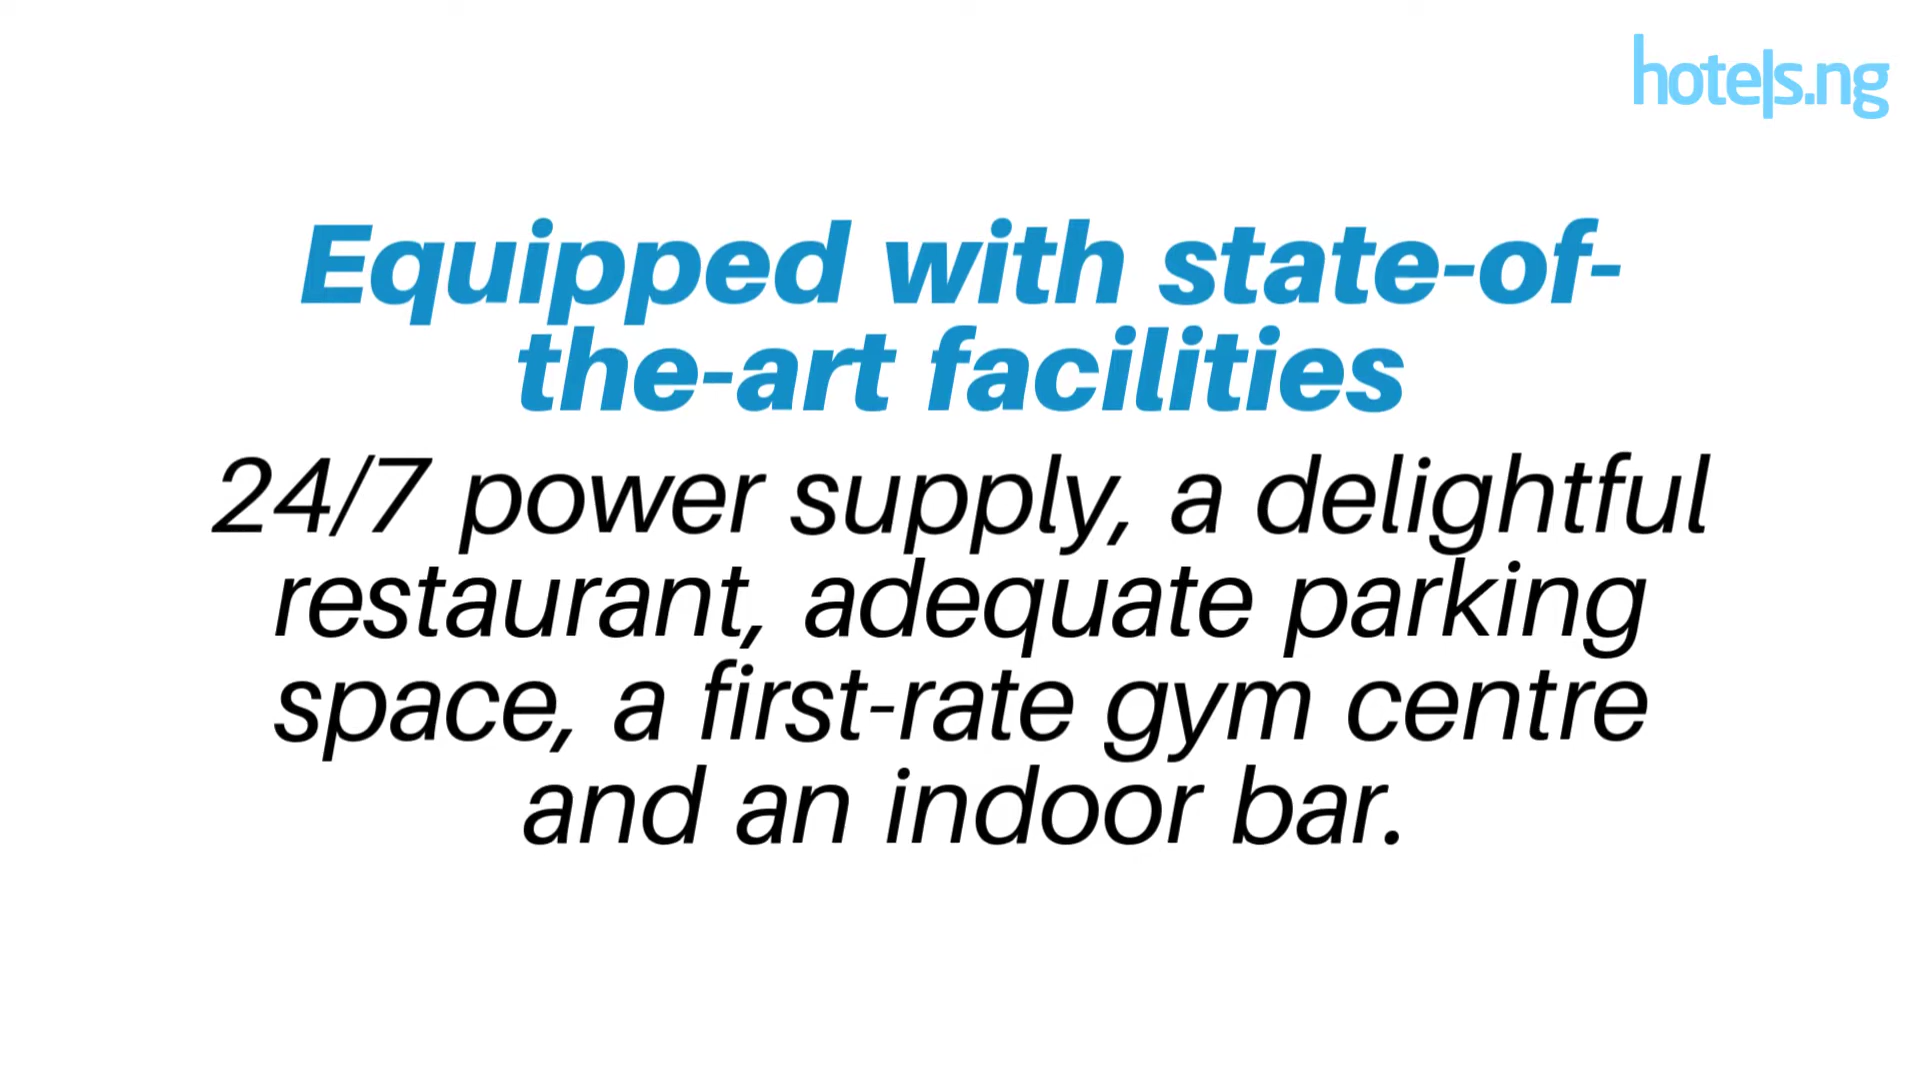 hotels.ng
Equipped with state-of-
the-art facilities
24/7 power supply, a delightful
restaurant, adequate parking
space, a first-rate gym centre
and an indoor bar.